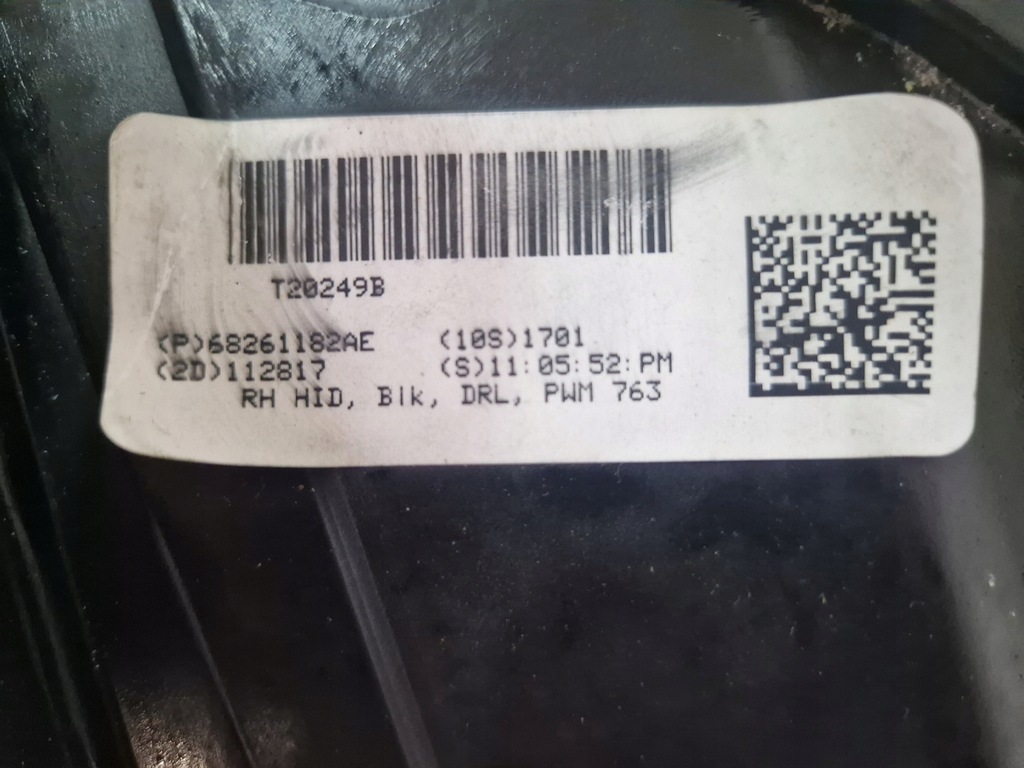 T20249B
(P)68261182AE (10S)1701
(2D)112817 (S)11:05:52:PM
RH HID, Blk, DRL, PWM 763